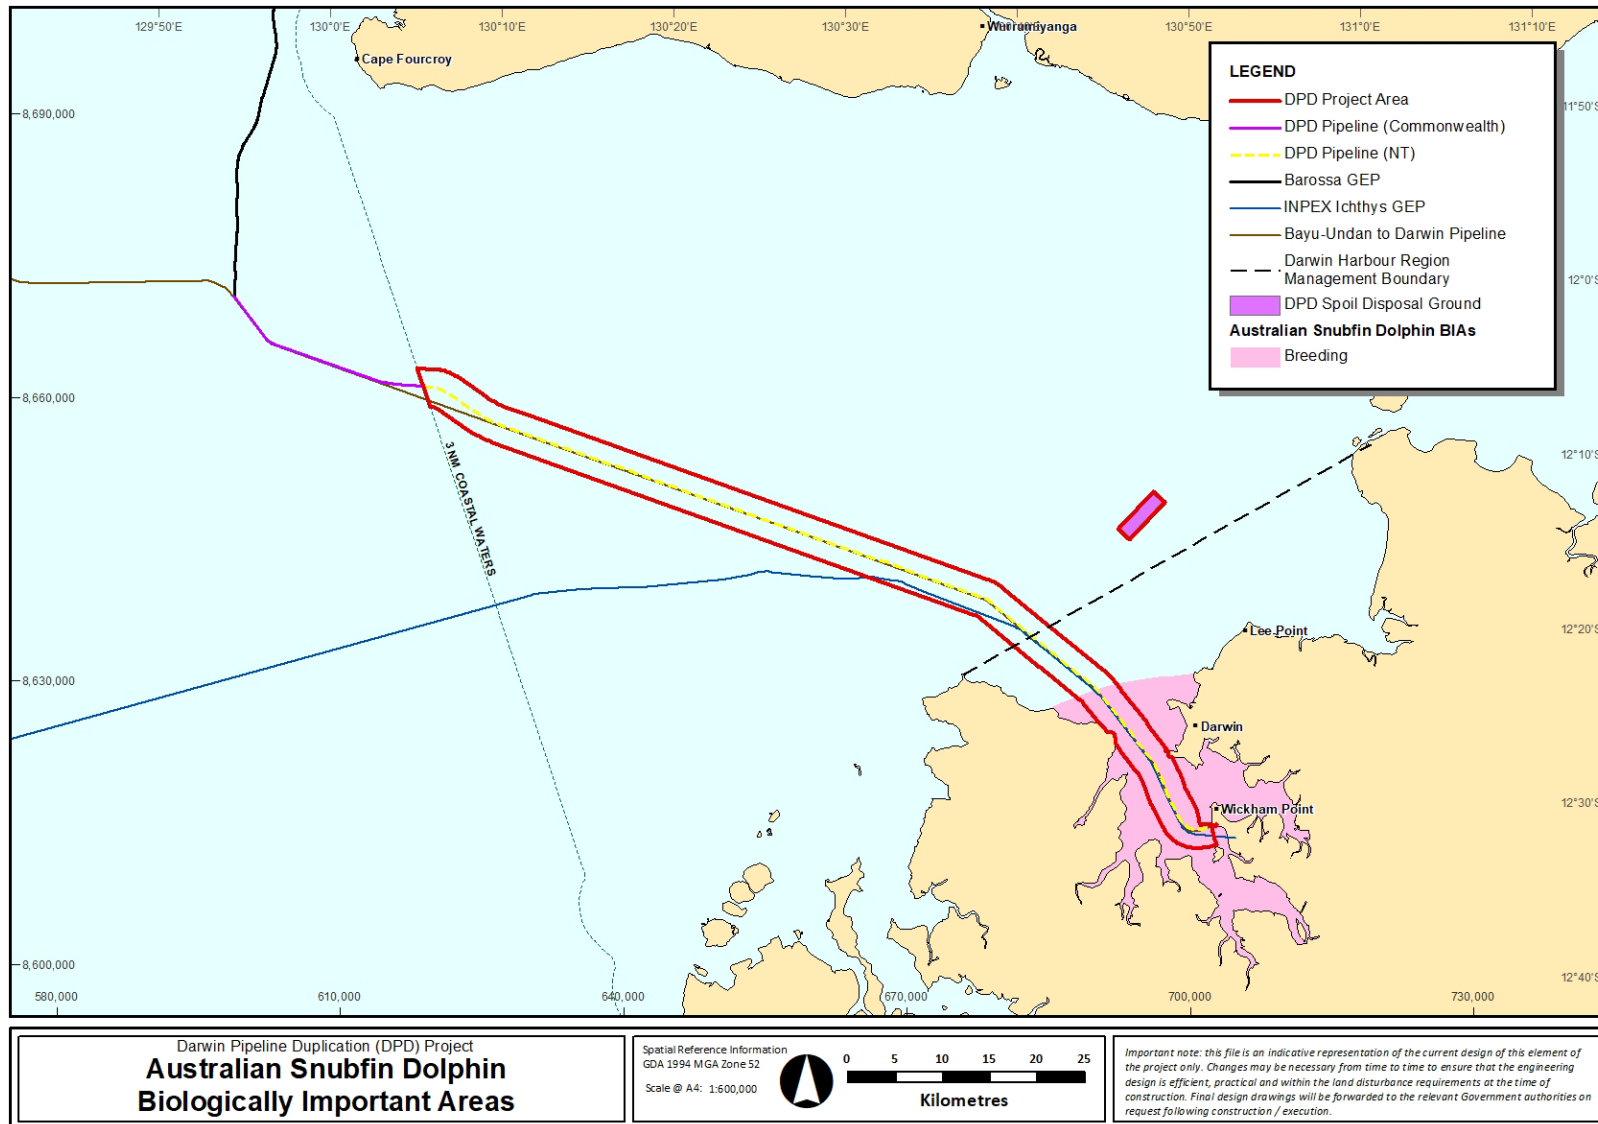 129°50'E
130°0'E
130°10'E
130°20'E
130°30'E
130°50'E
131°0'E
131°10'E
Wurrumiyanga
Cape Fourcroy
8,690,000
8,660,000
8,630,000
8,600,000
11°50'S
12°0'S
12°10'S
12°20'S
12°30'S
12°40'S
LEGEND
DPD Project Area
DPD Pipeline (Commonwealth)
DPD Pipeline (NT)
Barossa GEP
INPEX Ichthys GEP
Bayu-Undan to Darwin Pipeline
Darwin Harbour Region
Management Boundary
DPD Spoil Disposal Ground
Australian Snubfin Dolphin BIAs
Breeding
3 NM COASTAL WATERS
Lee Point
Darwin
Wickham Point
580,000
610,000
640,000
670,000
700,000
730,000
Darwin Pipeline Duplication (DPD) Project
Australian Snubfin Dolphin
Biologically Important Areas
Spatial Reference Information
GDA 1994 MGA Zone 52
Scale @ A4: 1:600,000
0 5 10 15 20 25
Kilometres
Important note: this file is an indicative representation of the current design of this element of
the project only. Changes may be necessary from time to time to ensure that the engineering
design is efficient, practical and within the land disturbance requirements at the time of
construction. Final design drawings will be forwarded to the relevant Government authorities on
request following construction / execution.